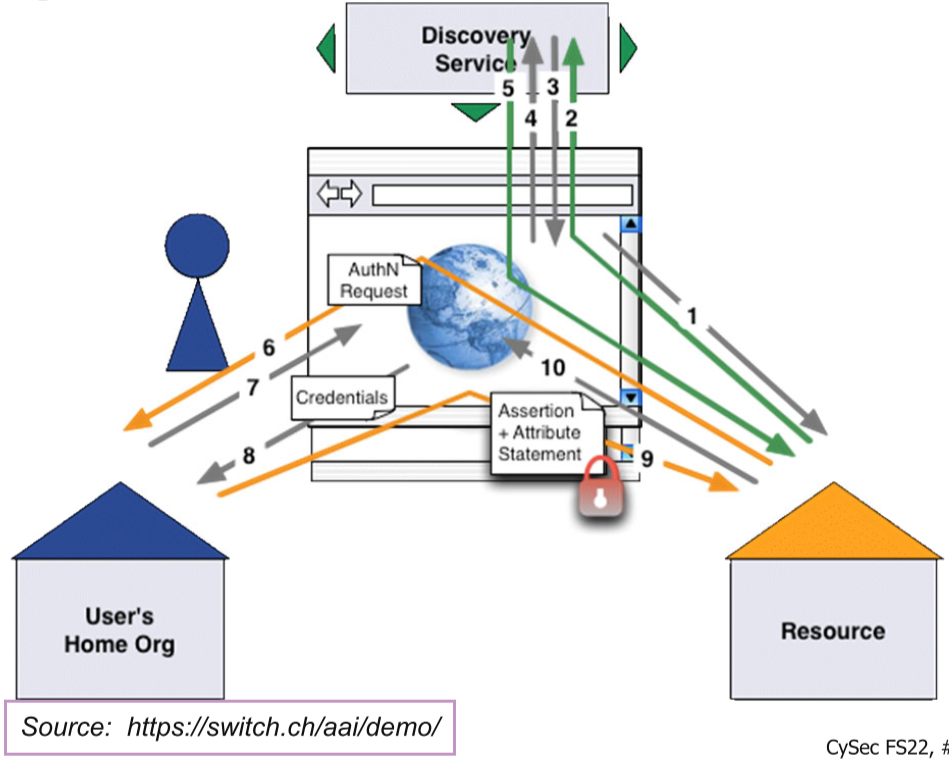 Discovery
Service
5
3
4
2
AuthN
Request
1
6
7
10
Credentials
Assertion
+ Attribute
Statement
8
9
User's
Home Org
Resource
Source: https://switch.ch/aai/demo/
CySec FS22, #